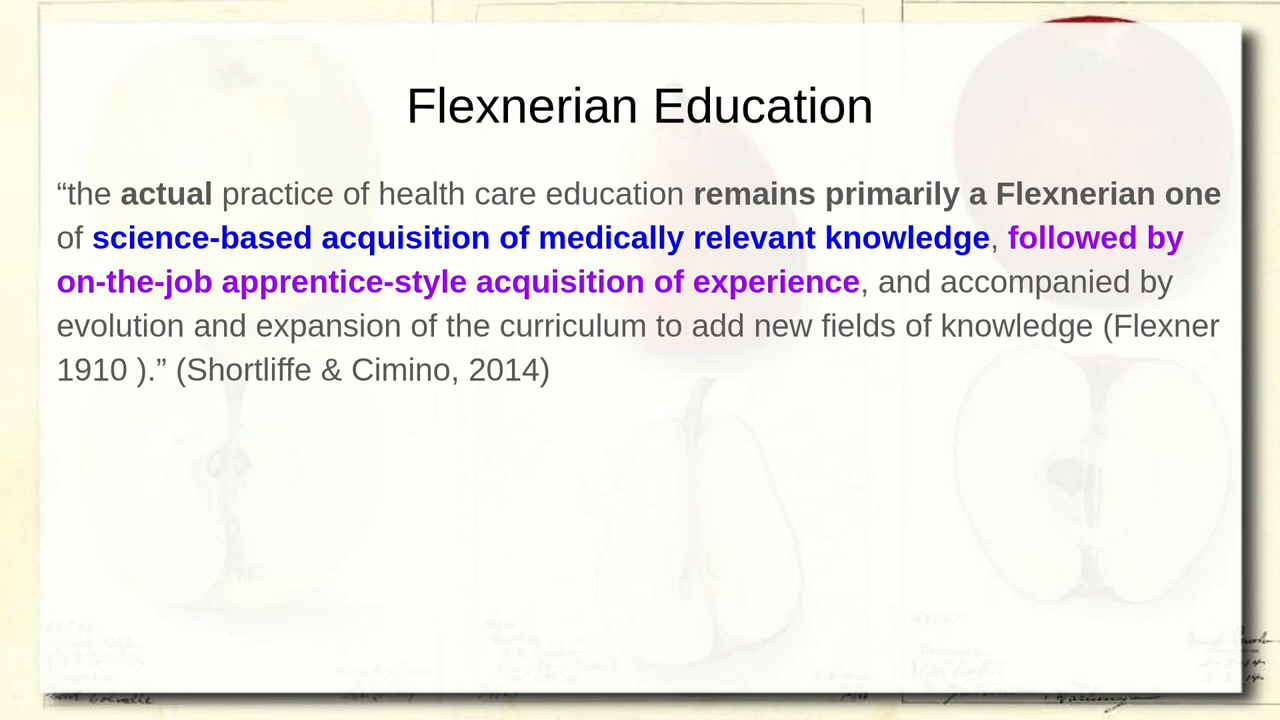 Flexnerian Education
“the actual practice of health care education remains primarily a Flexnerian one
of science-based acquisition of medically relevant knowledge, followed by
on-the-job apprentice-style acquisition of experience, and accompanied by
evolution and expansion of the curriculum to add new fields of knowledge (Flexner
1910 ).” (Shortliffe & Cimino, 2014)